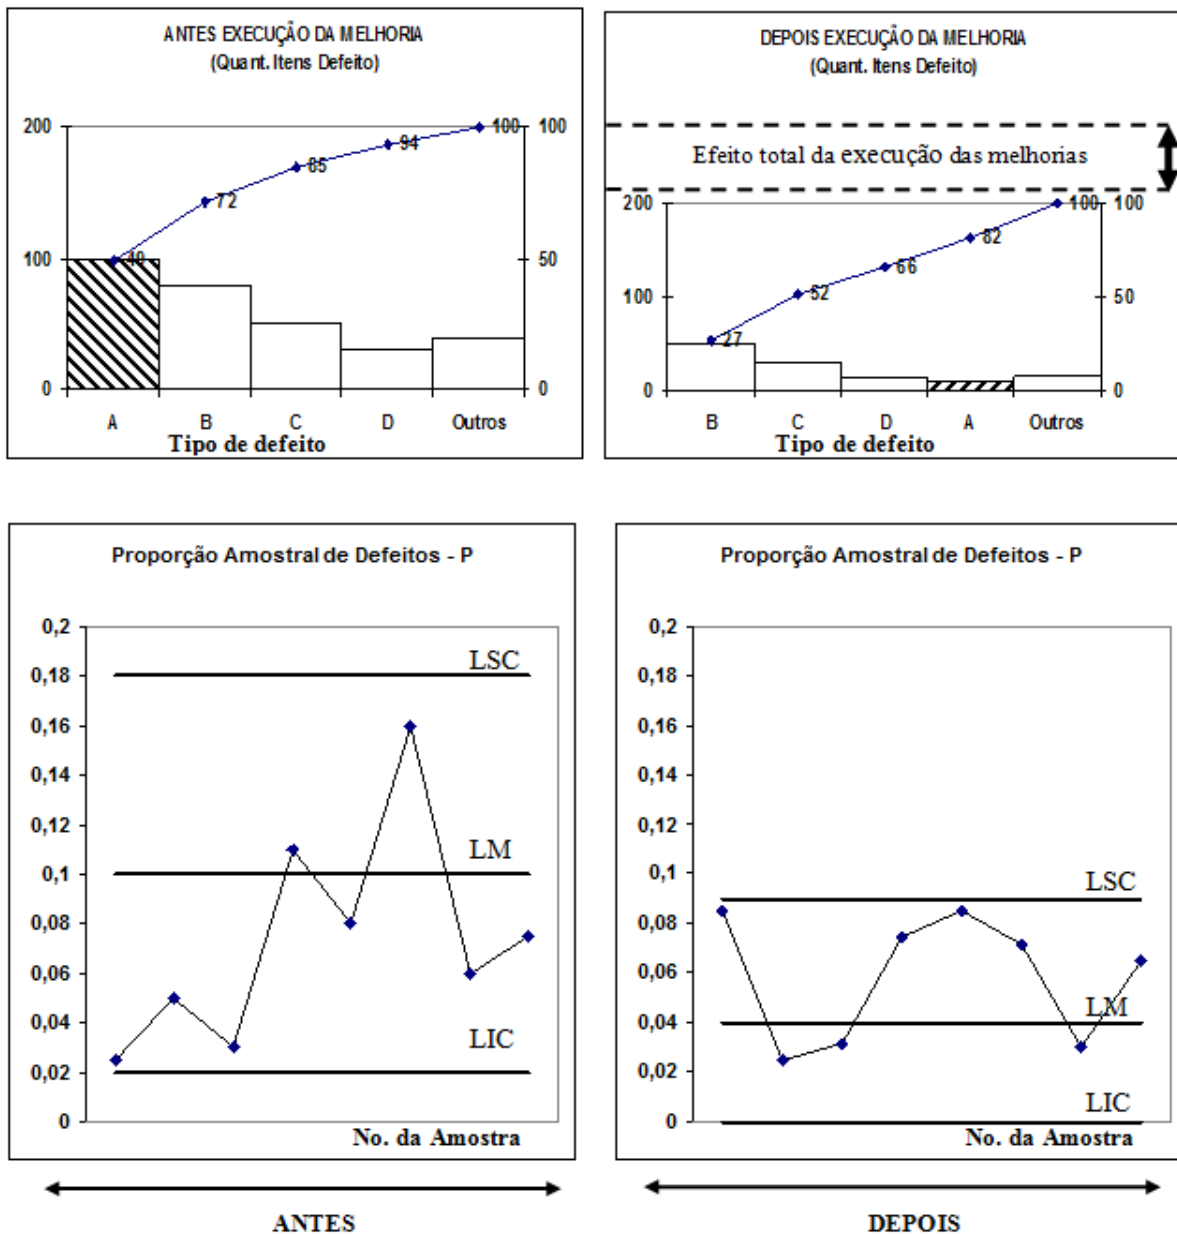 ANTES EXECUÇÃO DA MELHORIA
(Quant. Itens Defeito)
200
100
0
49
72
85
94
100
100
50
0
A B C D Outros
Tipo de defeito
DEPOIS EXECUÇÃO DA MELHORIA
(Quant. Itens Defeito)
Efeito total da execução das melhorias
200
100
0
27
52
66
82
100
100
50
0
B C D A Outros
Tipo de defeito
Proporção Amostral de Defeitos - P
0,2
0,18
0,16
0,14
0,12
0,1
0,08
0,06
0,04
0,02
0
LSC
LM
LIC
No. da Amostra
ANTES
Proporção Amostral de Defeitos - P
0,2
0,18
0,16
0,14
0,12
0,1
0,08
0,06
0,04
0,02
0
LSC
LM
LIC
No. da Amostra
DEPOIS